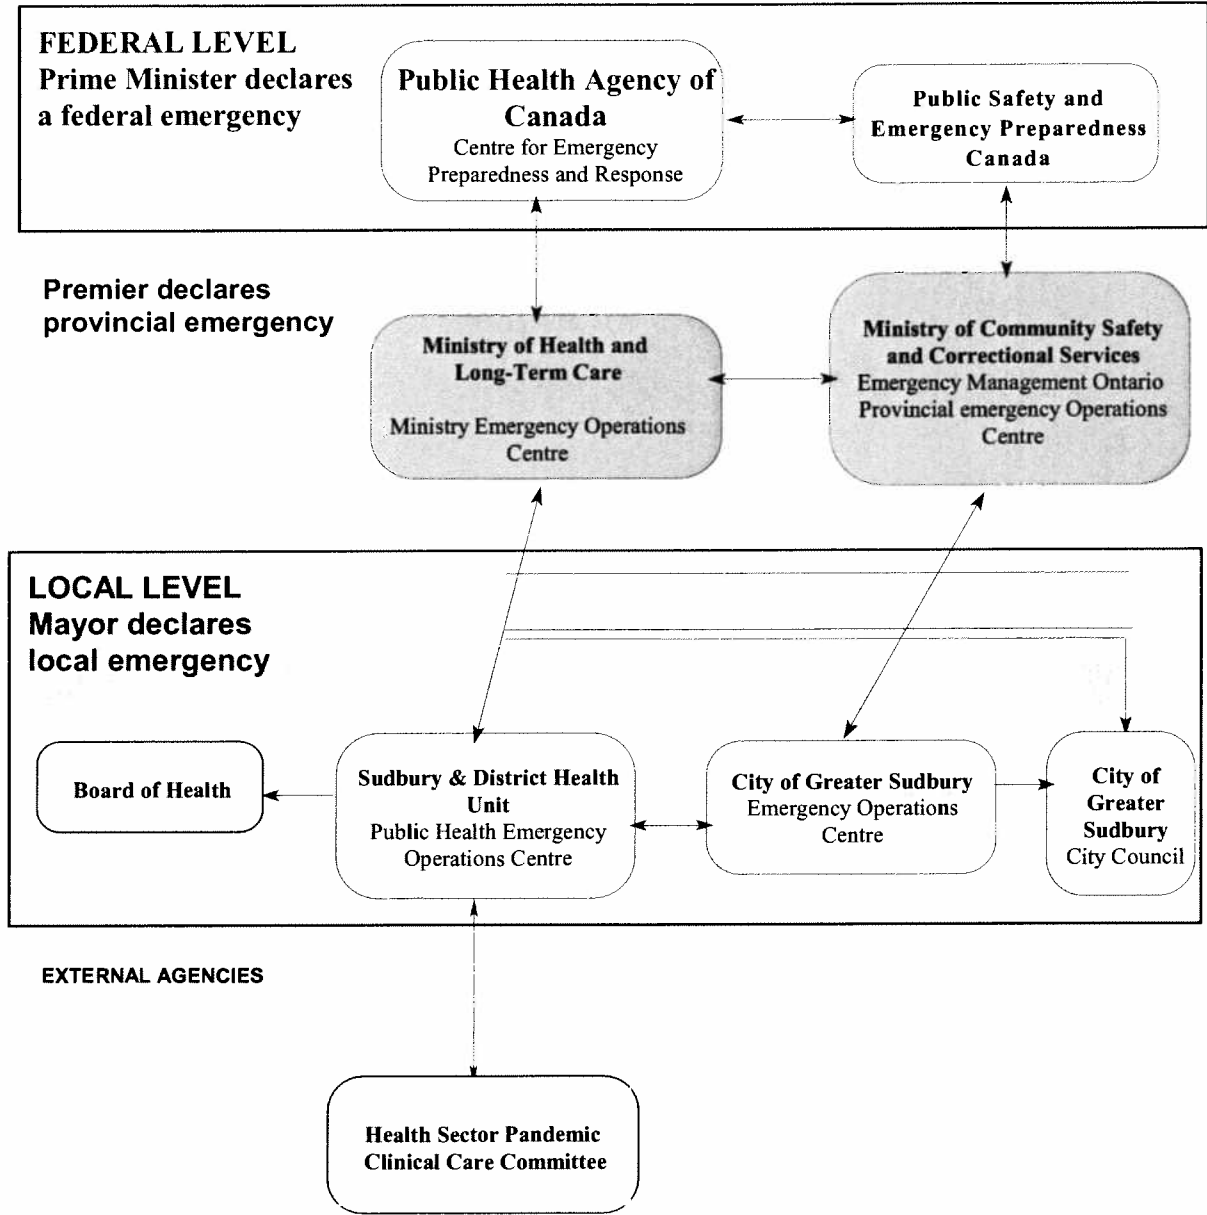 FEDERAL LEVEL
Prime Minister declares
a federal emergency
Public Health Agency of
Canada
Centre for Emergency
Preparedness and Response
Public Safety and
Emergency Preparedness
Canada
Premier declares
provincial emergency
Ministry of Health and
Long-Term Care
Ministry Emergency Operations
Centre
Ministry of Community Safety
and Correctional Services
Emergency Management Ontario
Provincial emergency Operations
Centre
LOCAL LEVEL
Mayor declares
local emergency
Board of Health
Sudbury & District Health
Unit
Public Health Emergency
Operations Centre
City of Greater Sudbury
Emergency Operations
Centre
City of
Greater
Sudbury
City Council
EXTERNAL AGENCIES
Health Sector Pandemic
Clinical Care Committee